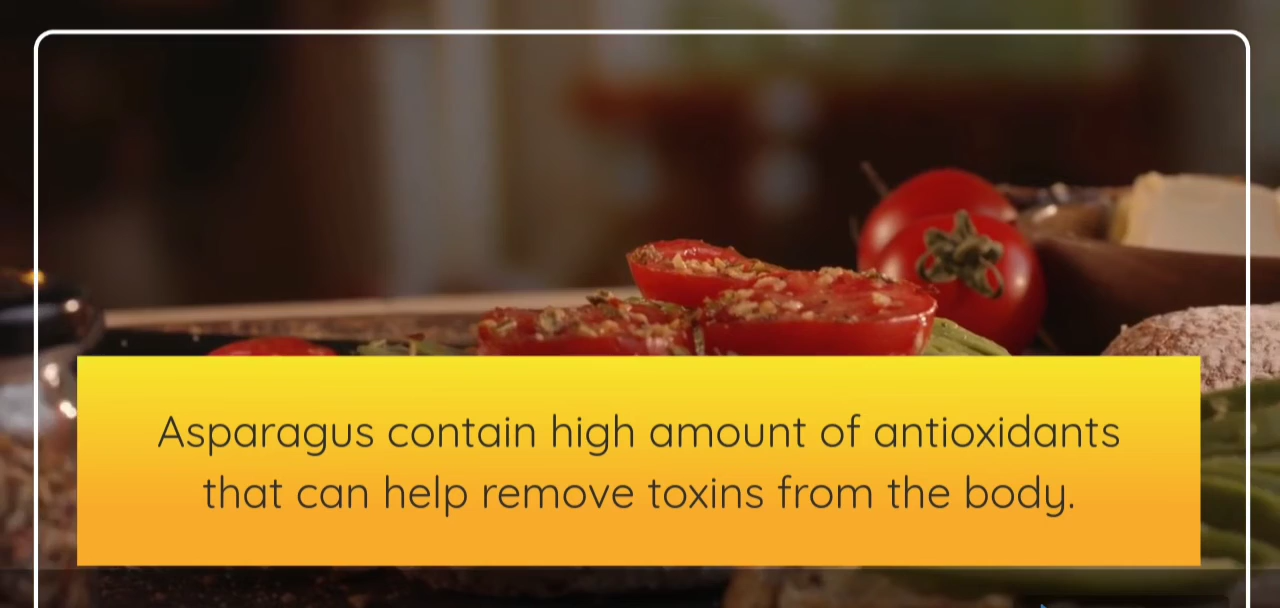 Asparagus contain high amount of antioxidants
that can help remove toxins from the body.